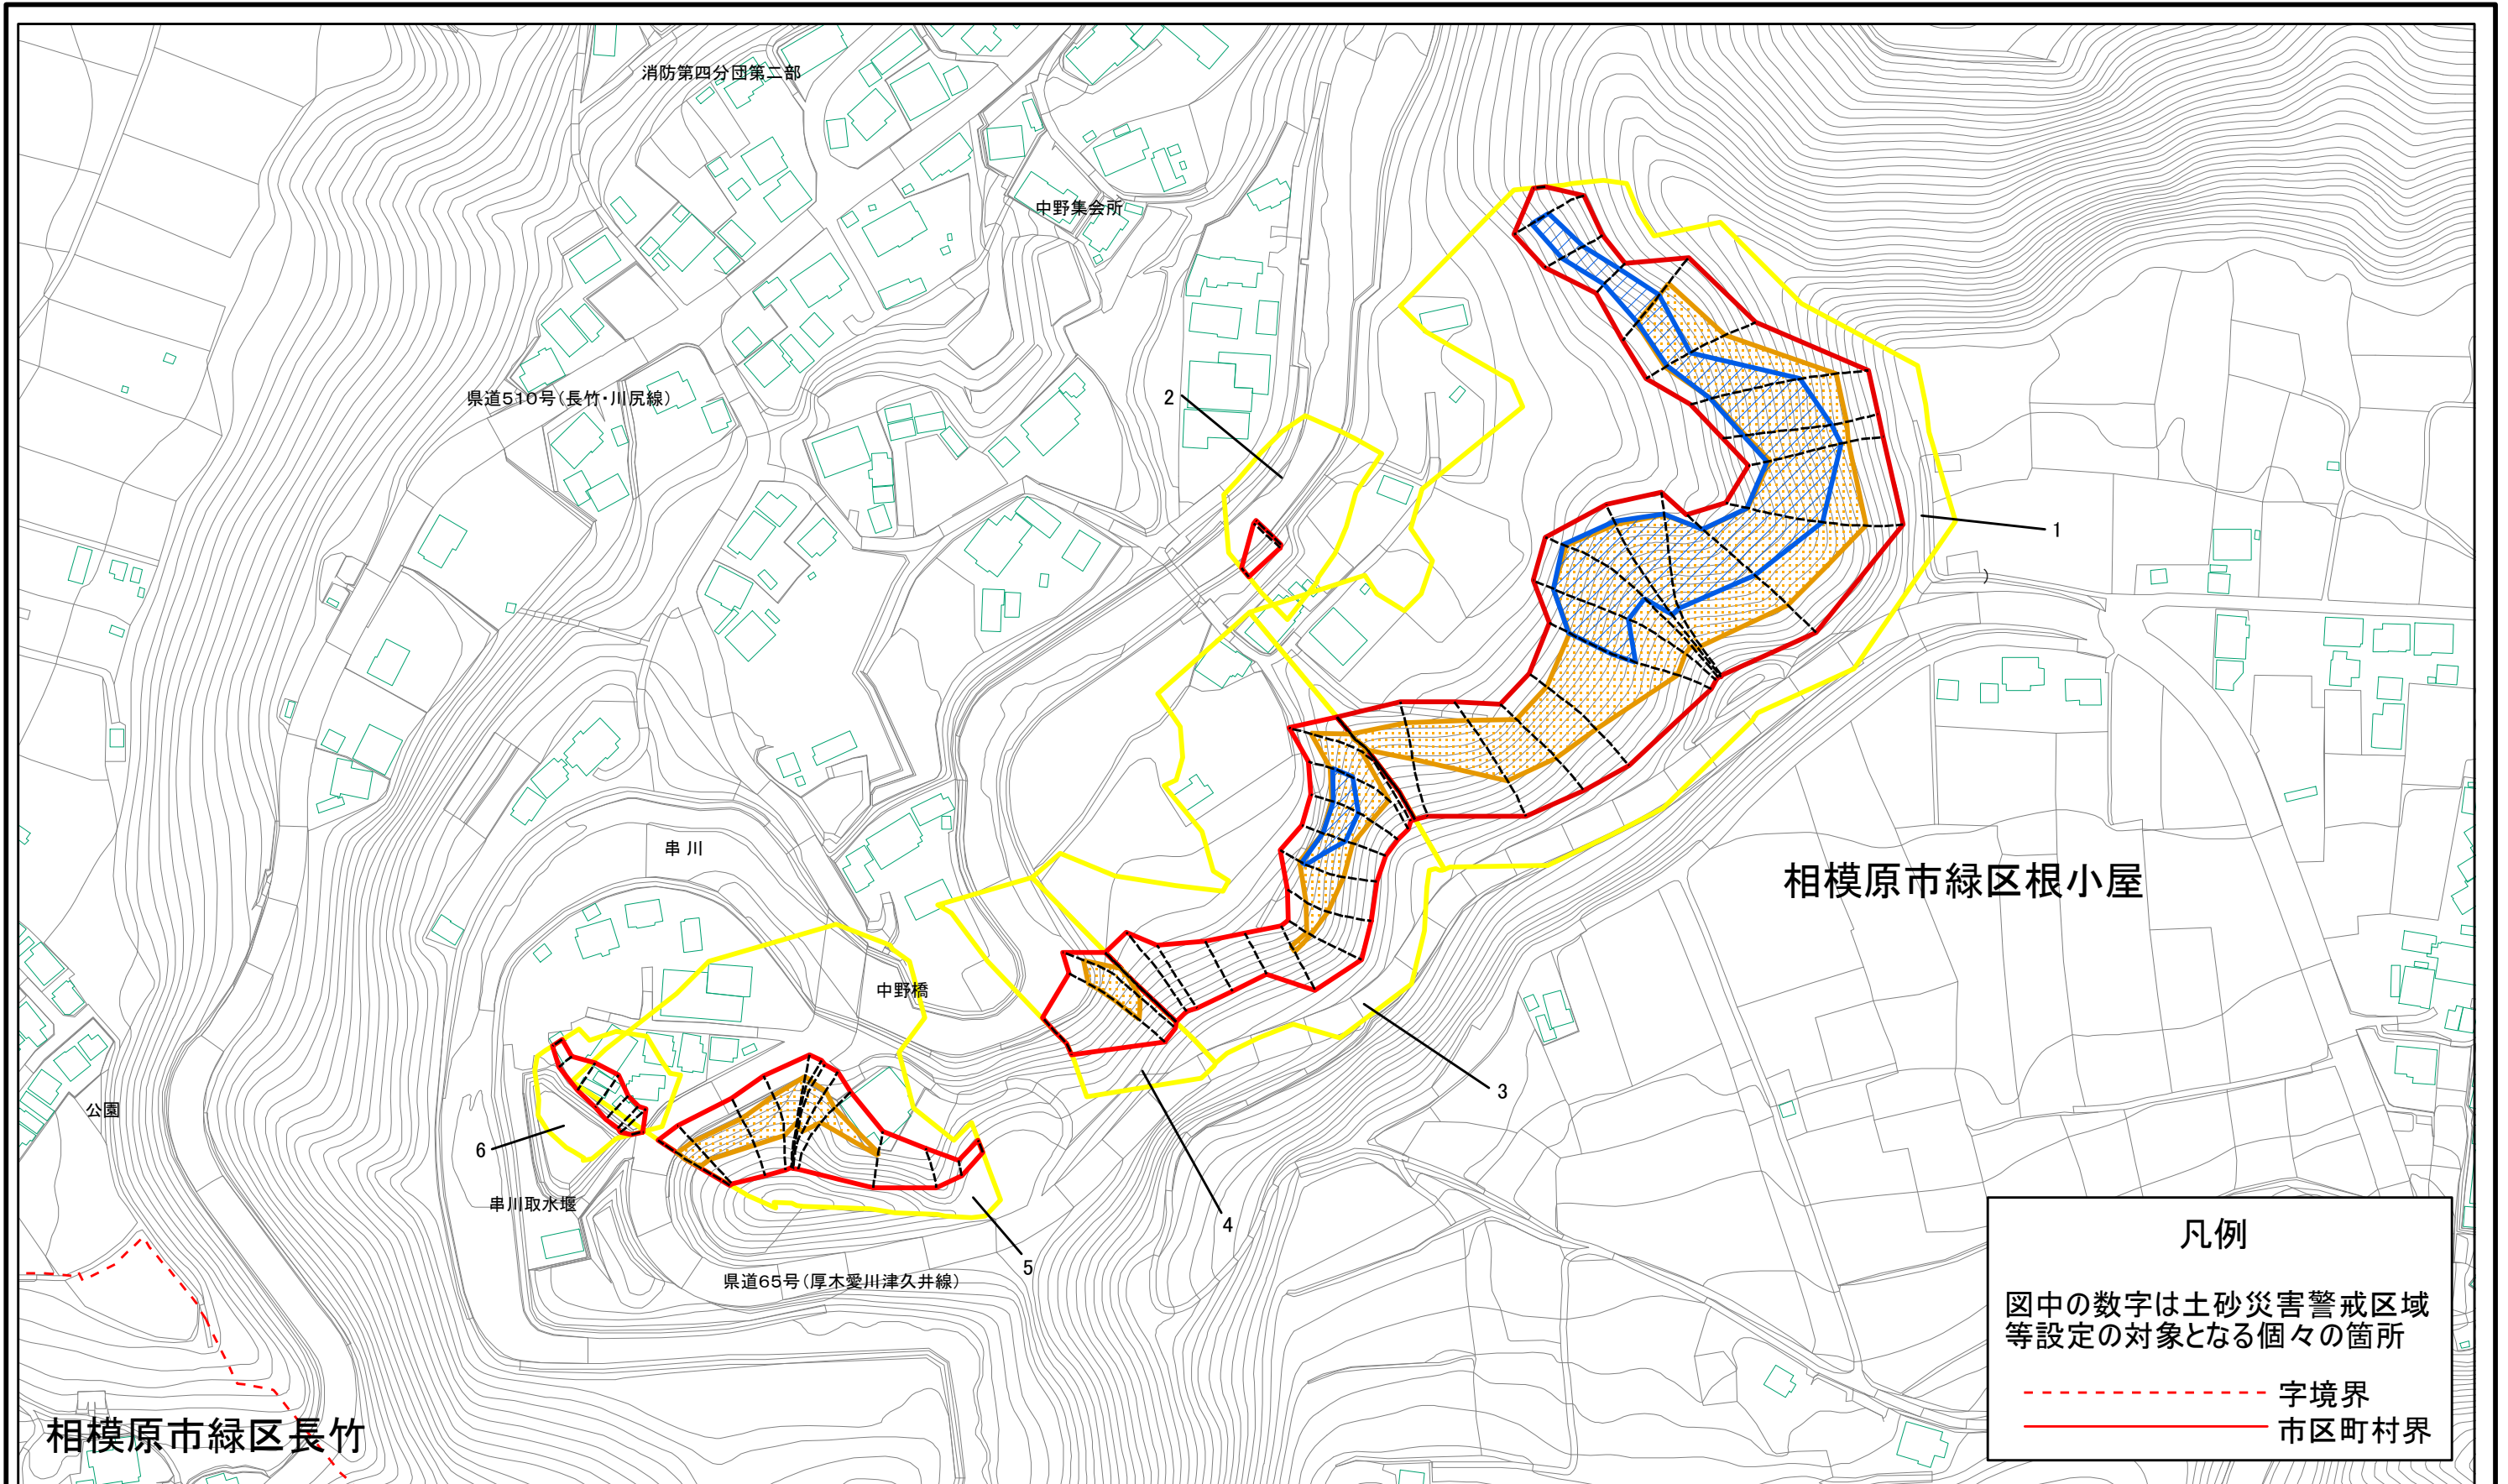 消防第四分団第二部
中野集会所
県道510号(長竹・川尻線)
2
1
串川
相模原市緑区根小屋
中野橋
3
公園
6
串川取水堰
4
5
県道65号(厚木愛川津久井線)
相模原市緑区長竹
凡例
図中の数字は土砂災害警戒区域
等設定の対象となる個々の箇所
字境界
市区町村界